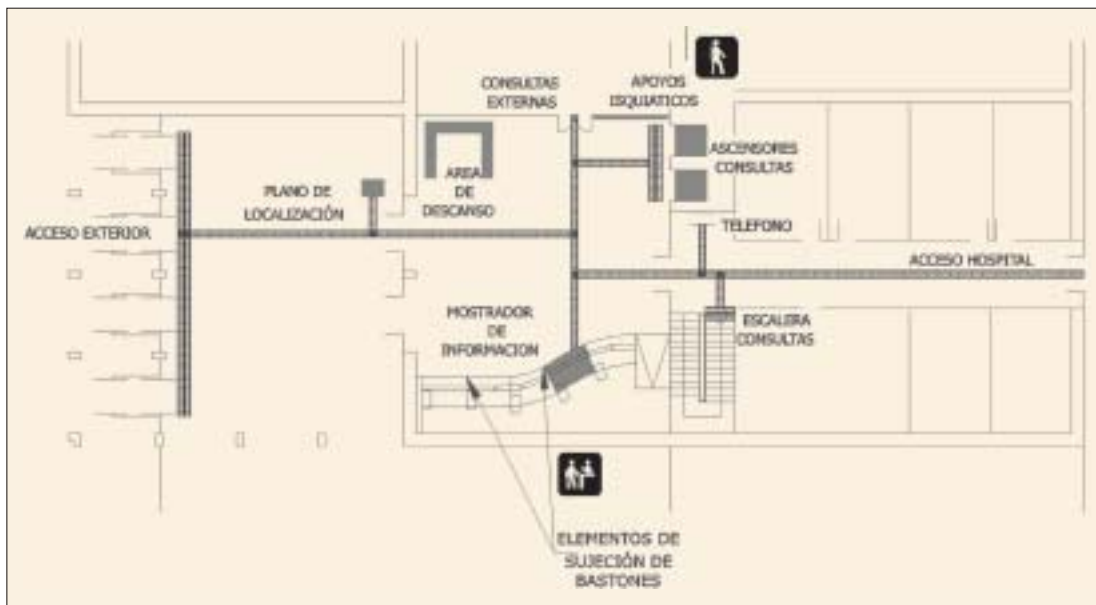 CONSULTAS
EXTERNAS
APOYOS
ISQUIATICOS
ASCENSORES
CONSULTAS
AREA
DE
DESCANSO
PLANO DE
LOCALIZACIÓN
ACCESO EXTERIOR
TELEFONO
ACCESO HOSPITAL
MOSTRADOR
DE
INFORMACION
ESCALERA
CONSULTAS
ELEMENTOS DE
SUJECIÓN DE
BASTONES